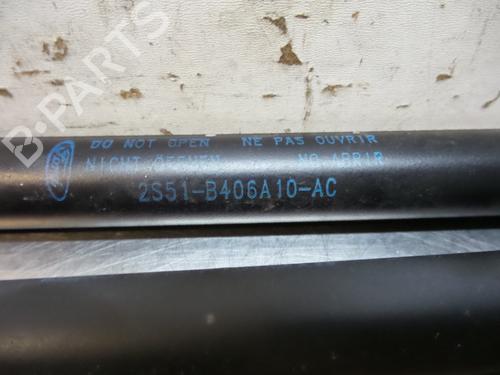 B-PARTS
DO NOT OPEN NE PAS OUVRIR
NICHT ÖFFNEN NO ABRIR
2S51-B406A10-AC